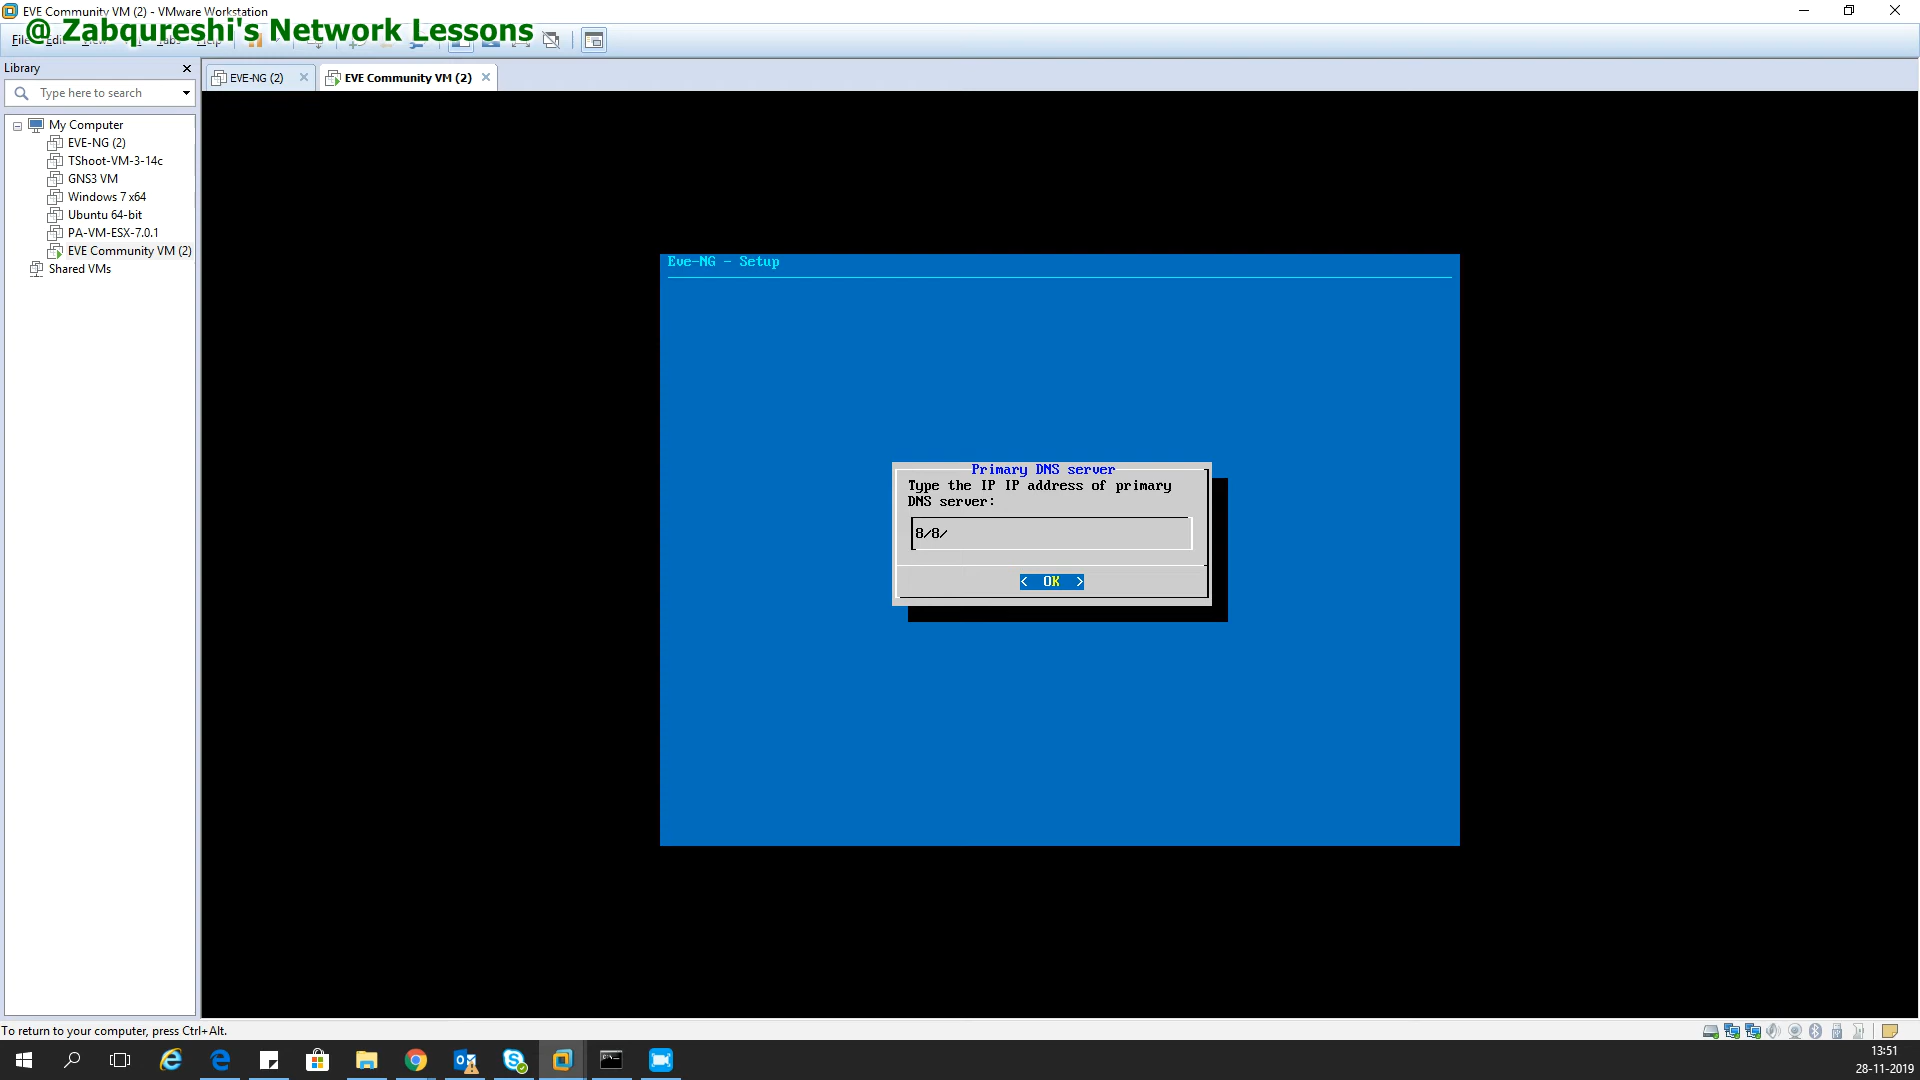 EVE Community VM (2) - VMware Workstation
@ Zabqureshi's Network Lessons
Library
Type here to search
My Computer
EVE-NG (2)
TShoot-VM-3-14c
GNS3 VM
Windows 7 x64
Ubuntu 64-bit
PA-VM-ESX-7.0.1
EVE Community VM (2)
Shared VMs
EVE-NG (2)
EVE Community VM (2)
Eve-NG - Setup
Primary DNS server
Type the IP IP address of primary
DNS server:
8/8/
< OK >
To return to your computer, press Ctrl+Alt.
13:51
28-11-2019